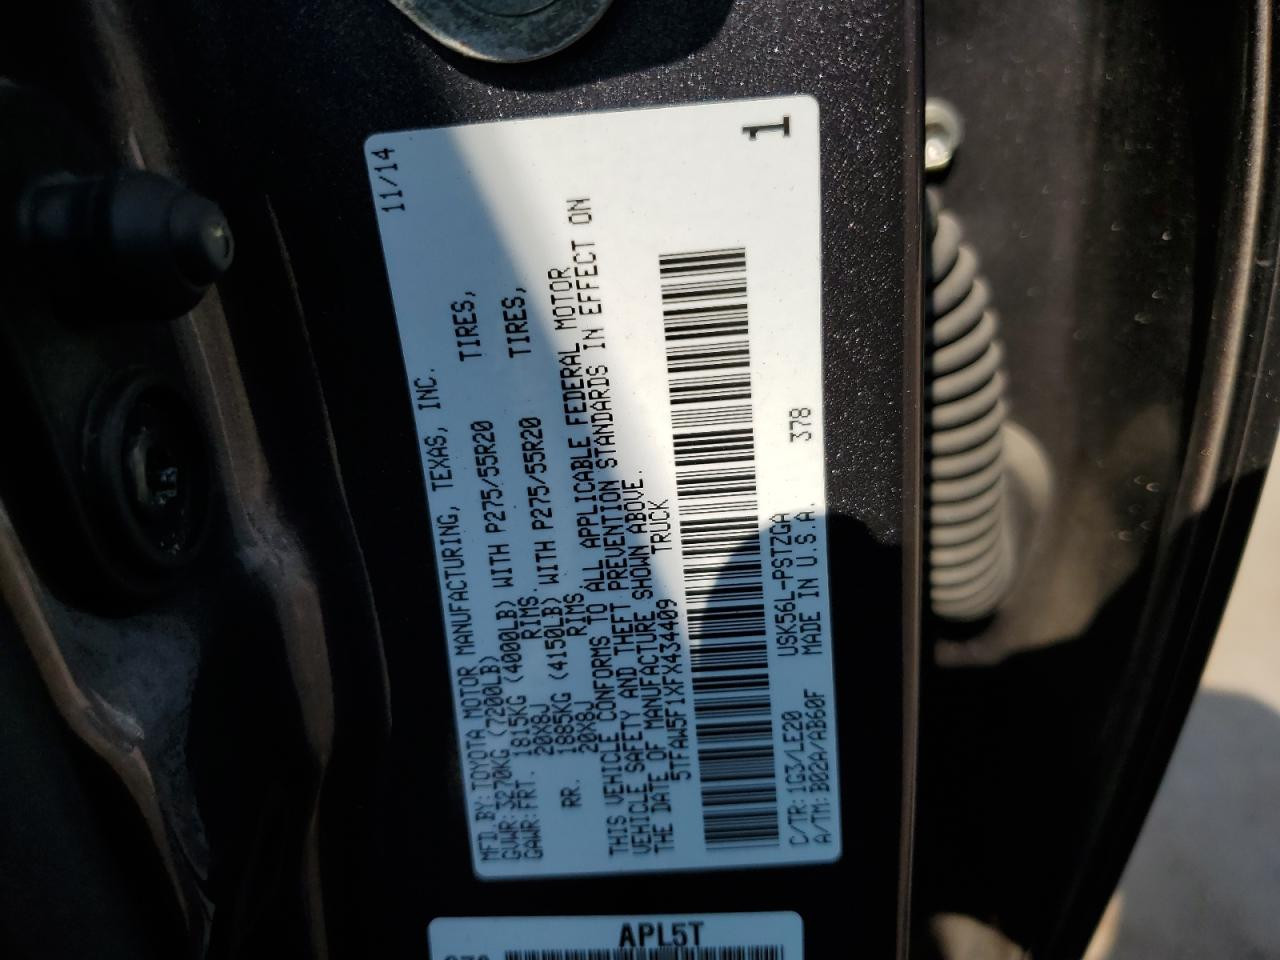 MFD.BY:TOYOTA MOTOR MANUFACTURING, TEXAS, INC. 11/14
GVWR:3270KG (7200LB)
GAWR:FRT. 1815KG (4000LB) WITH P275/55R20 TIRES,
20X8J RIMS.
RR. 1885KG (4150LB) WITH P275/55R20 TIRES,
20X8J RIMS.
THIS VEHICLE CONFORMS TO ALL APPLICABLE FEDERAL MOTOR
VEHICLE SAFETY AND THEFT PREVENTION STANDARDS IN EFFECT ON
THE DATE OF MANUFACTURE SHOWN ABOVE.
5TFAW5F1XFX434409 TRUCK
C/TR:1G3/LE20 USK56L-PSTZGA
A/TM:B02A/AB60F MADE IN U.S.A. 378
1
APL5T